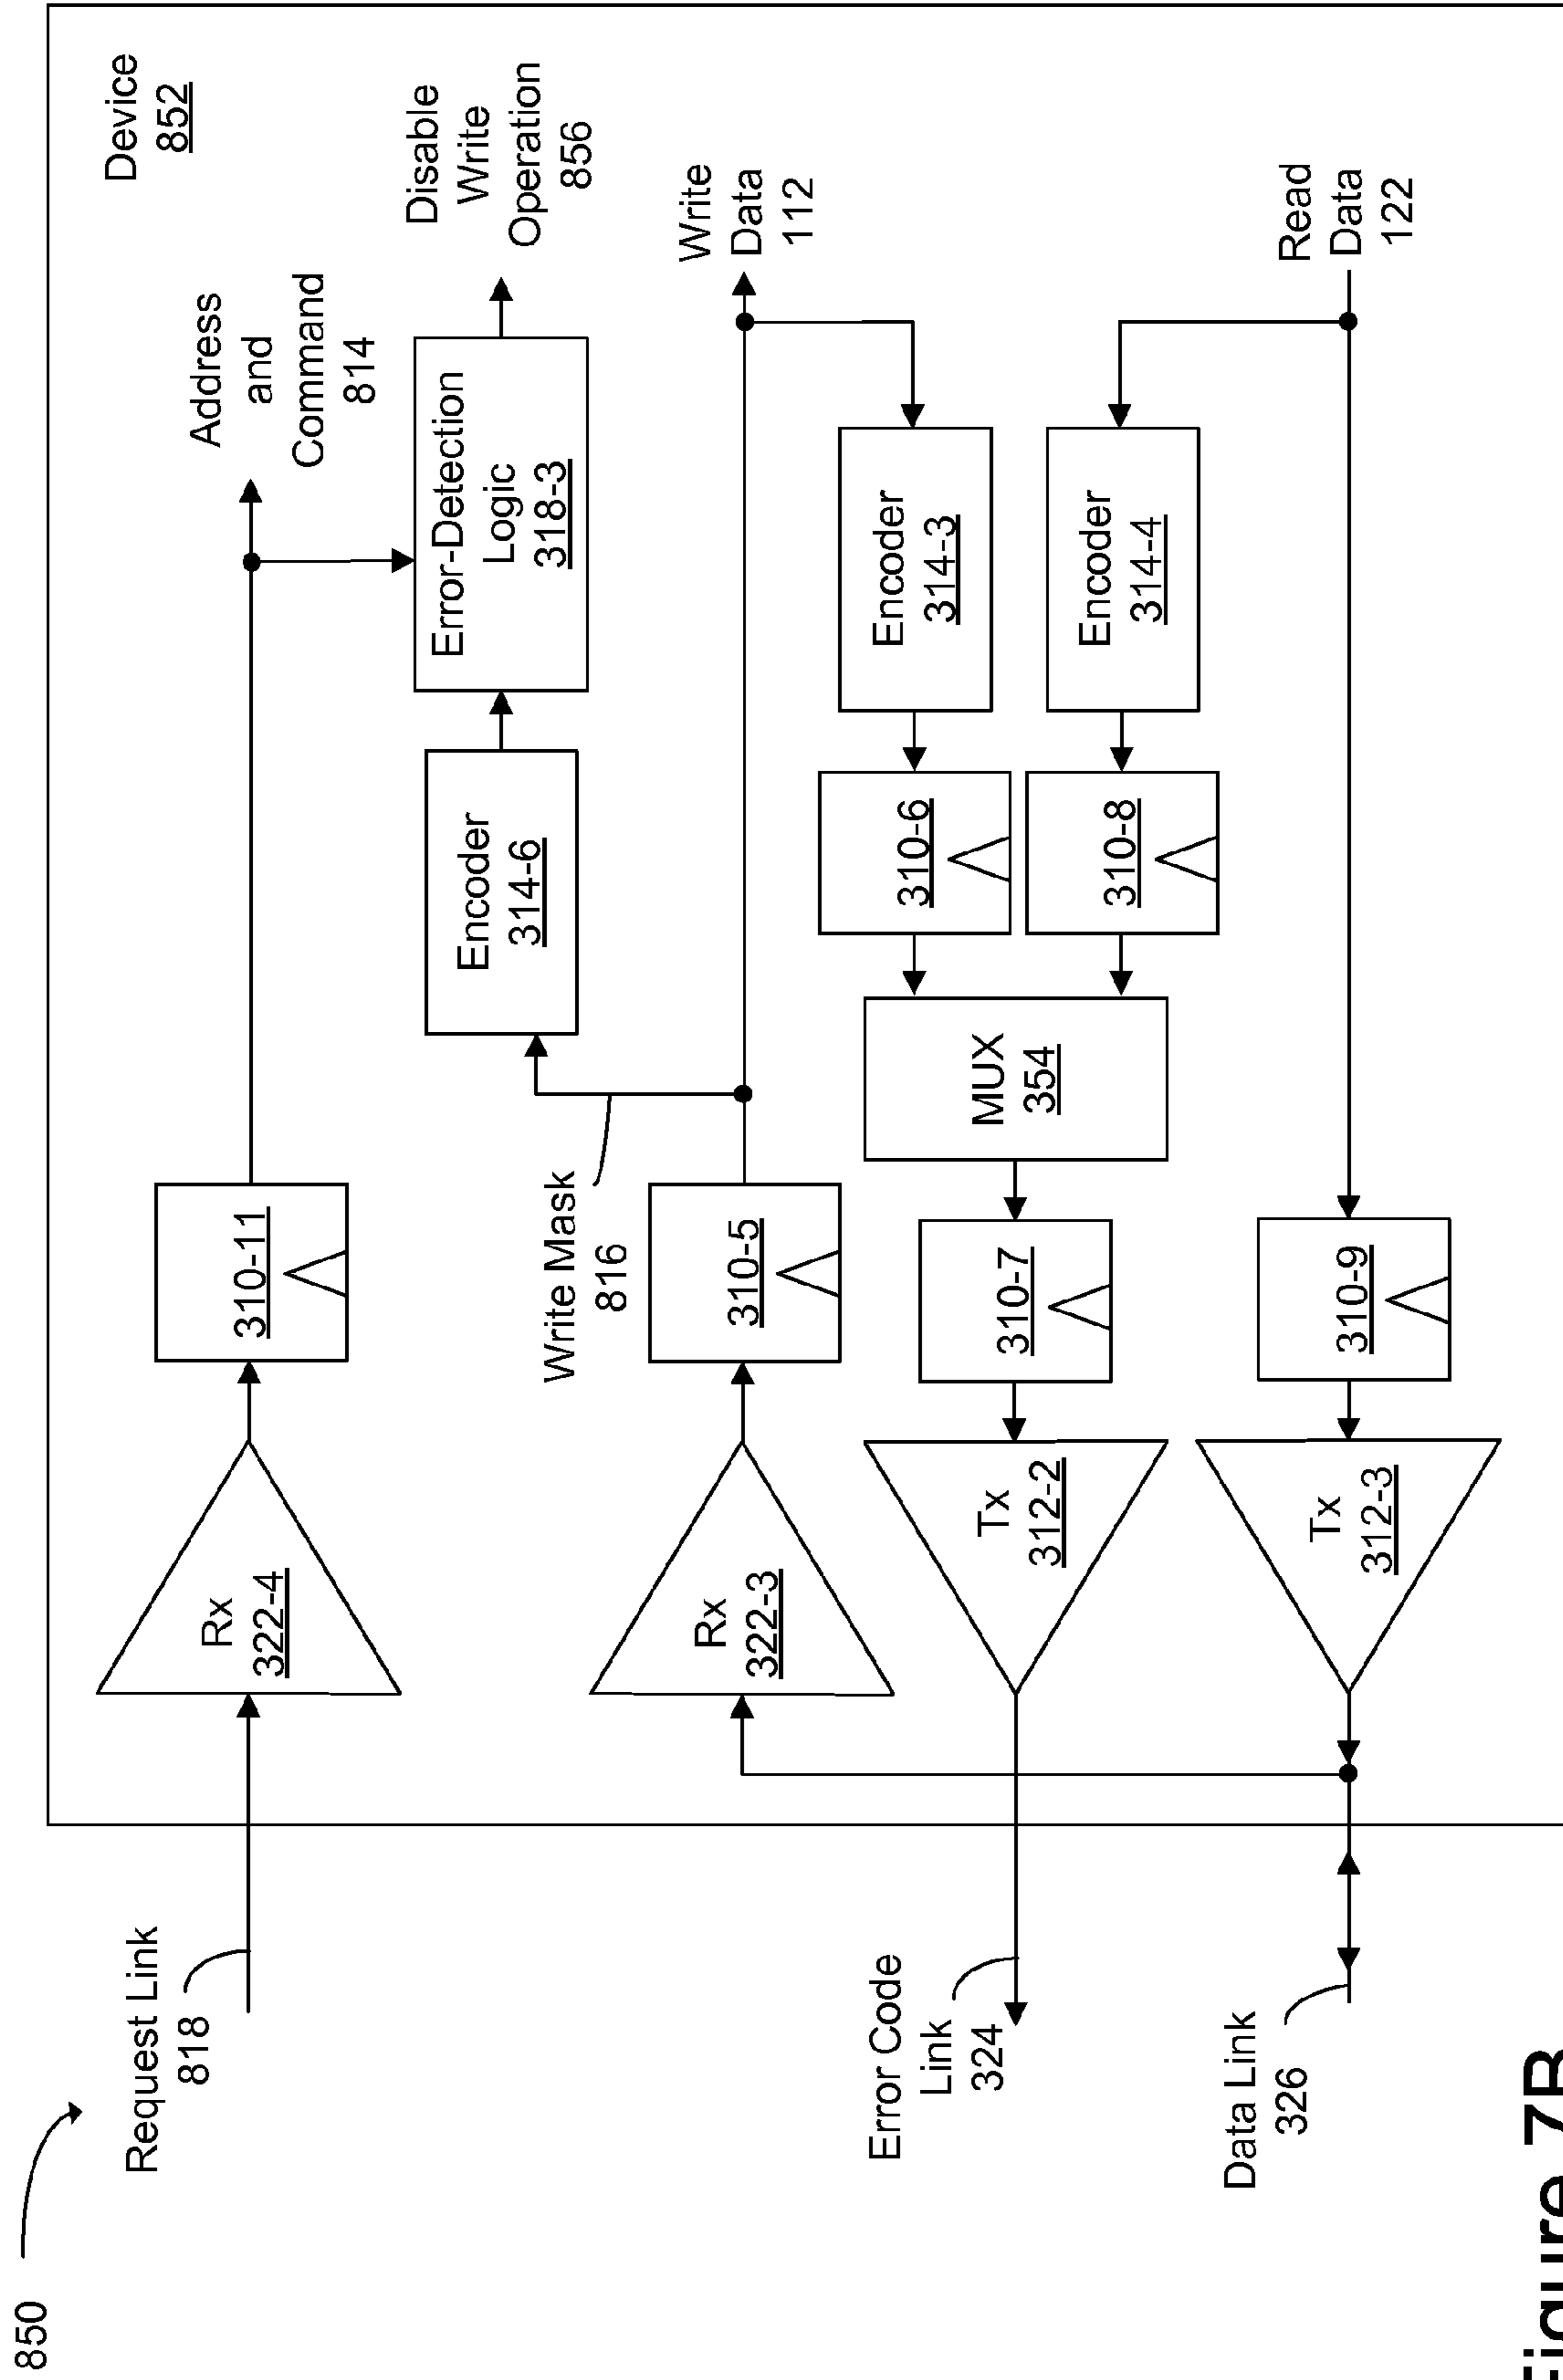 850
Request Link
818
Error Code
Link
324
Data Link
326
Device
852
Rx
322-4
310-11
Address
and
Command
814
Write Mask
816
Encoder
314-6
Error-Detection
Logic
318-3
Disable
Write
Operation
856
Rx
322-3
310-5
Write
Data
112
Tx
312-2
310-7
MUX
354
310-6
Encoder
314-3
310-8
Encoder
314-4
Tx
312-3
310-9
Read
Data
122
Figure 7B